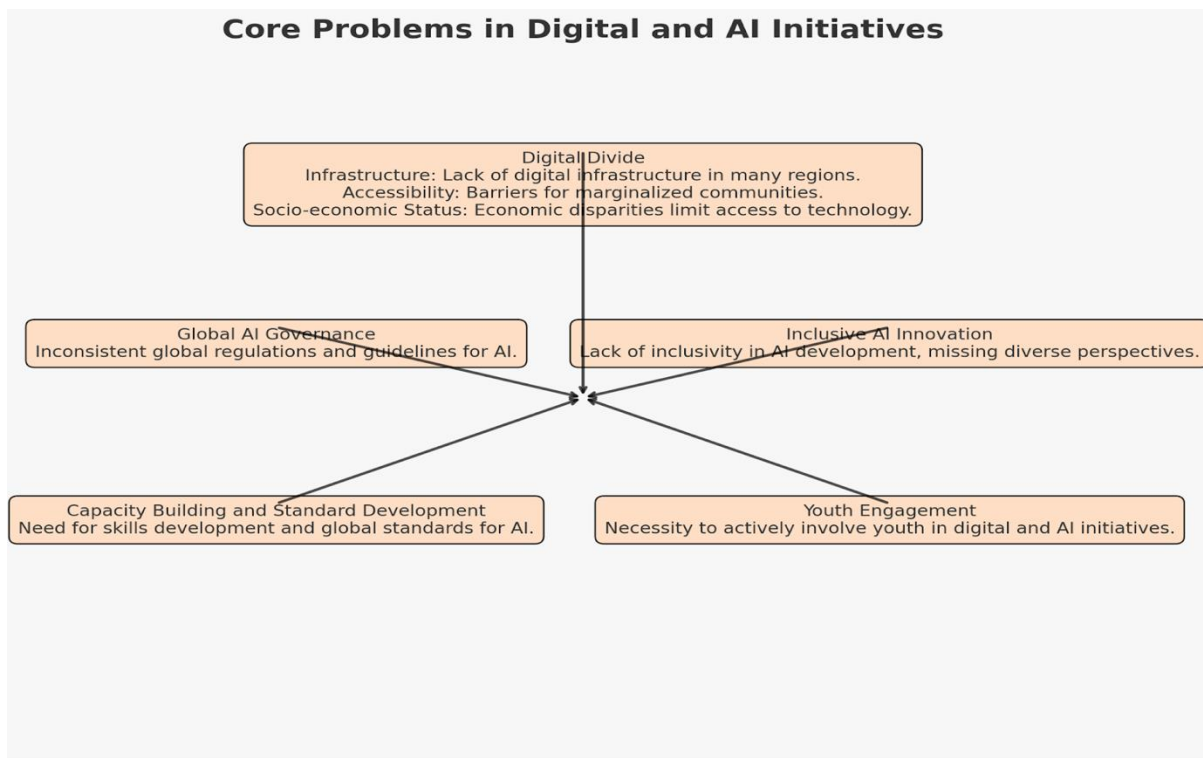 Core Problems in Digital and AI Initiatives
Digital Divide
Infrastructure: Lack of digital infrastructure in many regions.
Accessibility: Barriers for marginalized communities.
Socio-economic Status: Economic disparities limit access to technology.
Global AI Governance
Inconsistent global regulations and guidelines for AI.
Inclusive AI Innovation
Lack of inclusivity in AI development, missing diverse perspectives.
Capacity Building and Standard Development
Need for skills development and global standards for AI.
Youth Engagement
Necessity to actively involve youth in digital and AI initiatives.